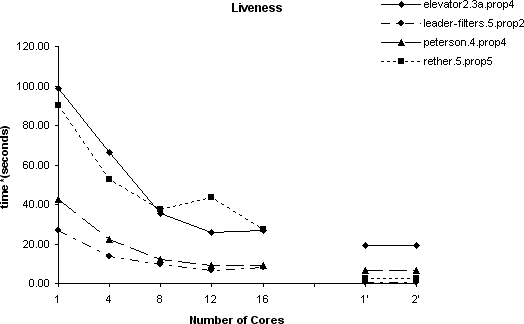 Liveness
elevator2.3a.prop4
leader-filters.5.prop2
peterson.4.prop4
rether.5.prop5
120.00
100.00
80.00
60.00
40.00
20.00
0.00
time *(seconds)
1 4 8 12 16 1' 2'
Number of Cores